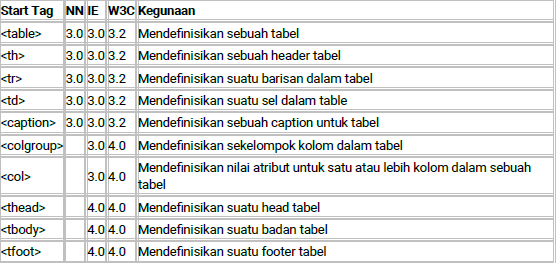 Start Tag NN IE W3C Kegunaan
<table> 3.0 3.0 3.2 Mendefinisikan sebuah tabel
<th> 3.0 3.0 3.2 Mendefinisikan sebuah header tabel
<tr> 3.0 3.0 3.2 Mendefinisikan suatu barisan dalam tabel
<td> 3.0 3.0 3.2 Mendefinisikan suatu sel dalam table
<caption> 3.0 3.0 3.2 Mendefinisikan sebuah caption untuk tabel
<colgroup> 3.0 4.0 Mendefinisikan sekelompok kolom dalam tabel
<col> 3.0 4.0 Mendefinisikan nilai atribut untuk satu atau lebih kolom dalam sebuah
tabel
<thead> 4.0 4.0 Mendefinisikan suatu head tabel
<tbody> 4.0 4.0 Mendefinisikan suatu badan tabel
<tfoot> 4.0 4.0 Mendefinisikan suatu footer tabel